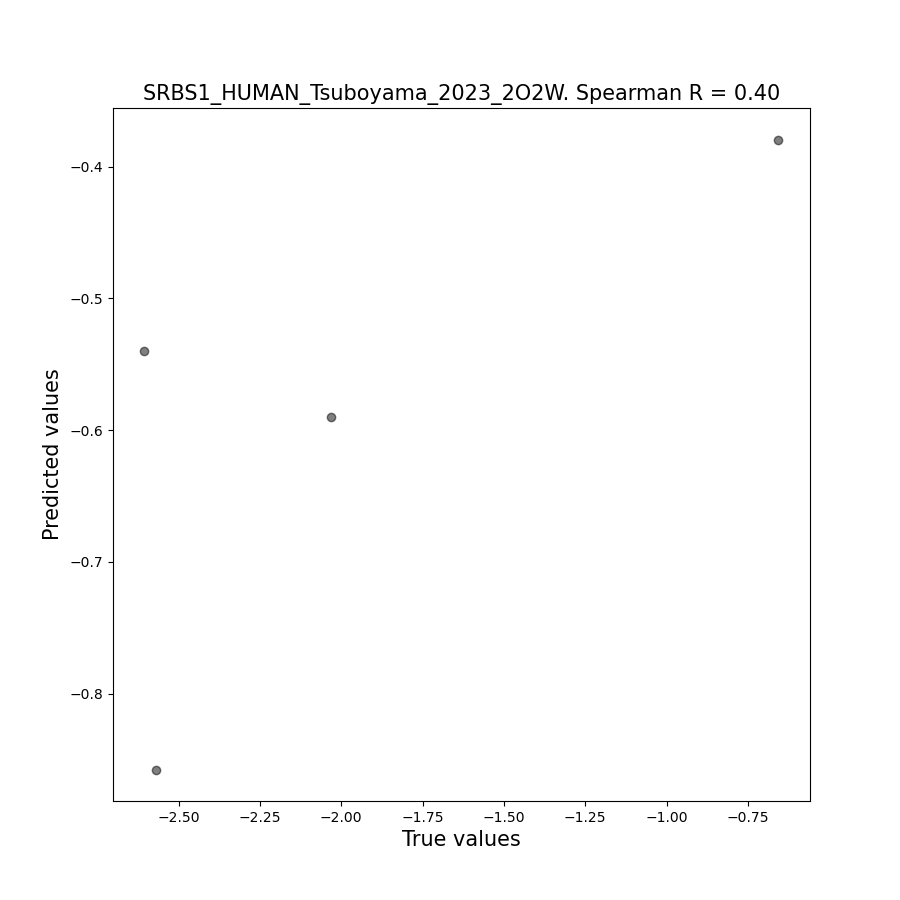 SRBS1_HUMAN_Tsuboyama_2023_2O2W. Spearman R = 0.40
−0.4
−0.5
−0.6
−0.7
−0.8
Predicted values
−2.50 −2.25 −2.00 −1.75 −1.50 −1.25 −1.00 −0.75
True values